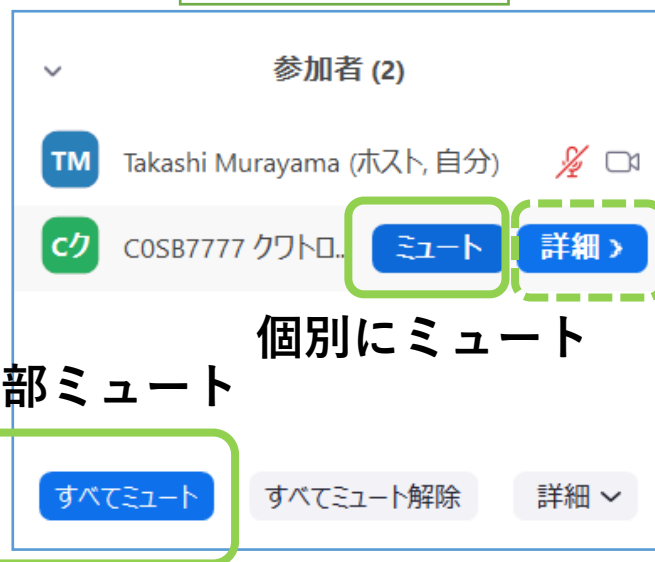 参加者 (2)
TM Takashi Murayama (ホスト, 自分)
Cク C0SB7777 クワトロ.. ミュート 詳細 >
個別にミュート
部ミュート
すべてミュート すべてミュート解除 詳細